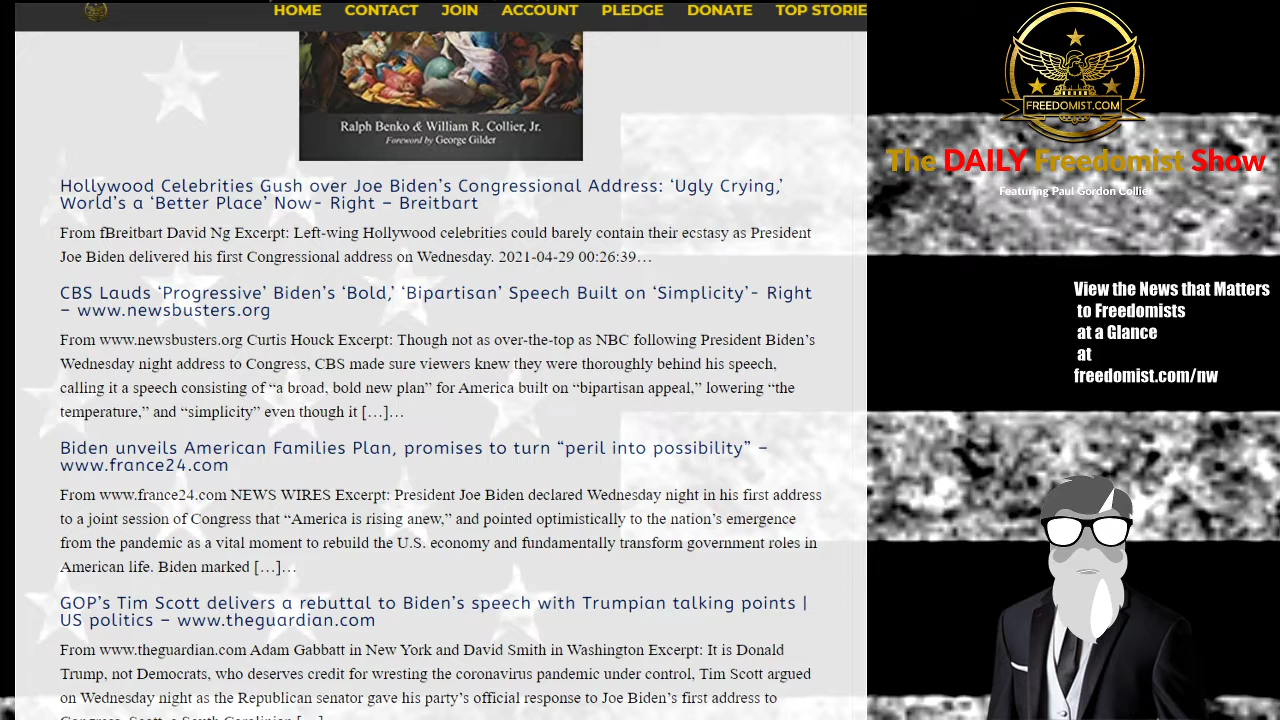 HOME CONTACT JOIN ACCOUNT PLEDGE DONATE TOP STORIE
Ralph Benko & William R. Collier, Jr.
Foreword by George Gilder
Hollywood Celebrities Gush over Joe Biden’s Congressional Address: ‘Ugly Crying,’
World’s a ‘Better Place’ Now- Right – Breitbart
From fBreitbart David Ng Excerpt: Left-wing Hollywood celebrities could barely contain their ecstasy as President
Joe Biden delivered his first Congressional address on Wednesday. 2021-04-29 00:26:39…
CBS Lauds ‘Progressive’ Biden’s ‘Bold,’ ‘Bipartisan’ Speech Built on ‘Simplicity’- Right
– www.newsbusters.org
From www.newsbusters.org Curtis Houck Excerpt: Though not as over-the-top as NBC following President Biden’s
Wednesday night address to Congress, CBS made sure viewers knew they were thoroughly behind his speech,
calling it a speech consisting of “a broad, bold new plan” for America built on “bipartisan appeal,” lowering “the
temperature,” and “simplicity” even though it […]…
Biden unveils American Families Plan, promises to turn “peril into possibility” –
www.france24.com
From www.france24.com NEWS WIRES Excerpt: President Joe Biden declared Wednesday night in his first address
to a joint session of Congress that “America is rising anew,” and pointed optimistically to the nation’s emergence
from the pandemic as a vital moment to rebuild the U.S. economy and fundamentally transform government roles in
American life. Biden marked […]…
GOP’s Tim Scott delivers a rebuttal to Biden’s speech with Trumpian talking points |
US politics – www.theguardian.com
From www.theguardian.com Adam Gabbatt in New York and David Smith in Washington Excerpt: It is Donald
Trump, not Democrats, who deserves credit for wresting the coronavirus pandemic under control, Tim Scott argued
on Wednesday night as the Republican senator gave his party’s official response to Joe Biden’s first address to
Congress. Scott, a South Carolinian […]
FREEDOMIST.COM
The DAILY Freedomist Show
Featuring Paul Gordon Collier
View the News that Matters
to Freedomists
at a Glance
at
freedomist.com/nw